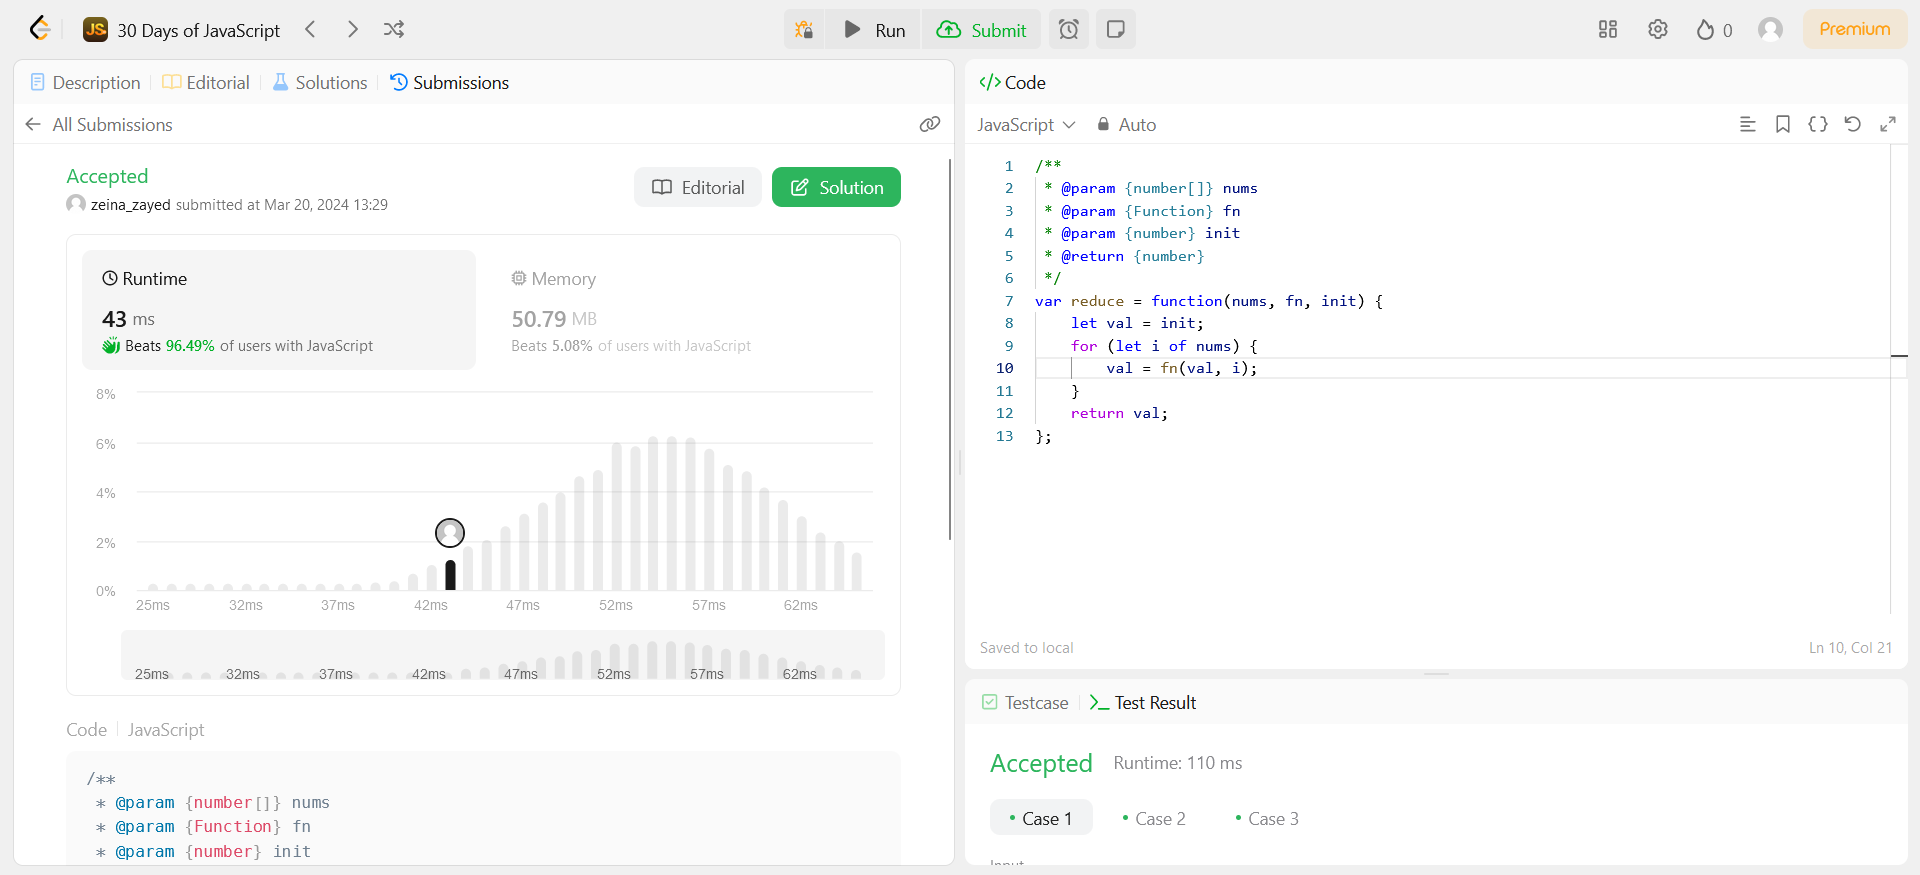 JS 30 Days of JavaScript
Run
Submit
0
Premium
Description
Editorial
Solutions
Submissions
All Submissions
Accepted
zeina_zayed submitted at Mar 20, 2024 13:29
Editorial
Solution
Runtime
43 ms
Beats 96.49% of users with JavaScript
Memory
50.79 MB
Beats 5.08% of users with JavaScript
8%
6%
4%
2%
0%
25ms 32ms 37ms 42ms 47ms 52ms 57ms 62ms
25ms 32ms 37ms 42ms 47ms 52ms 57ms 62ms
Code JavaScript
/**
 * @param {number[]} nums
 * @param {Function} fn
 * @param {number} init
</> Code
JavaScript Auto
1 /**
2  * @param {number[]} nums
3  * @param {Function} fn
4  * @param {number} init
5  * @return {number}
6  */
7 var reduce = function(nums, fn, init) {
8     let val = init;
9     for (let i of nums) {
10         val = fn(val, i);
11     }
12     return val;
13 };
Saved to local
Ln 10, Col 21
Testcase
>_ Test Result
Accepted Runtime: 110 ms
• Case 1
• Case 2
• Case 3
Input